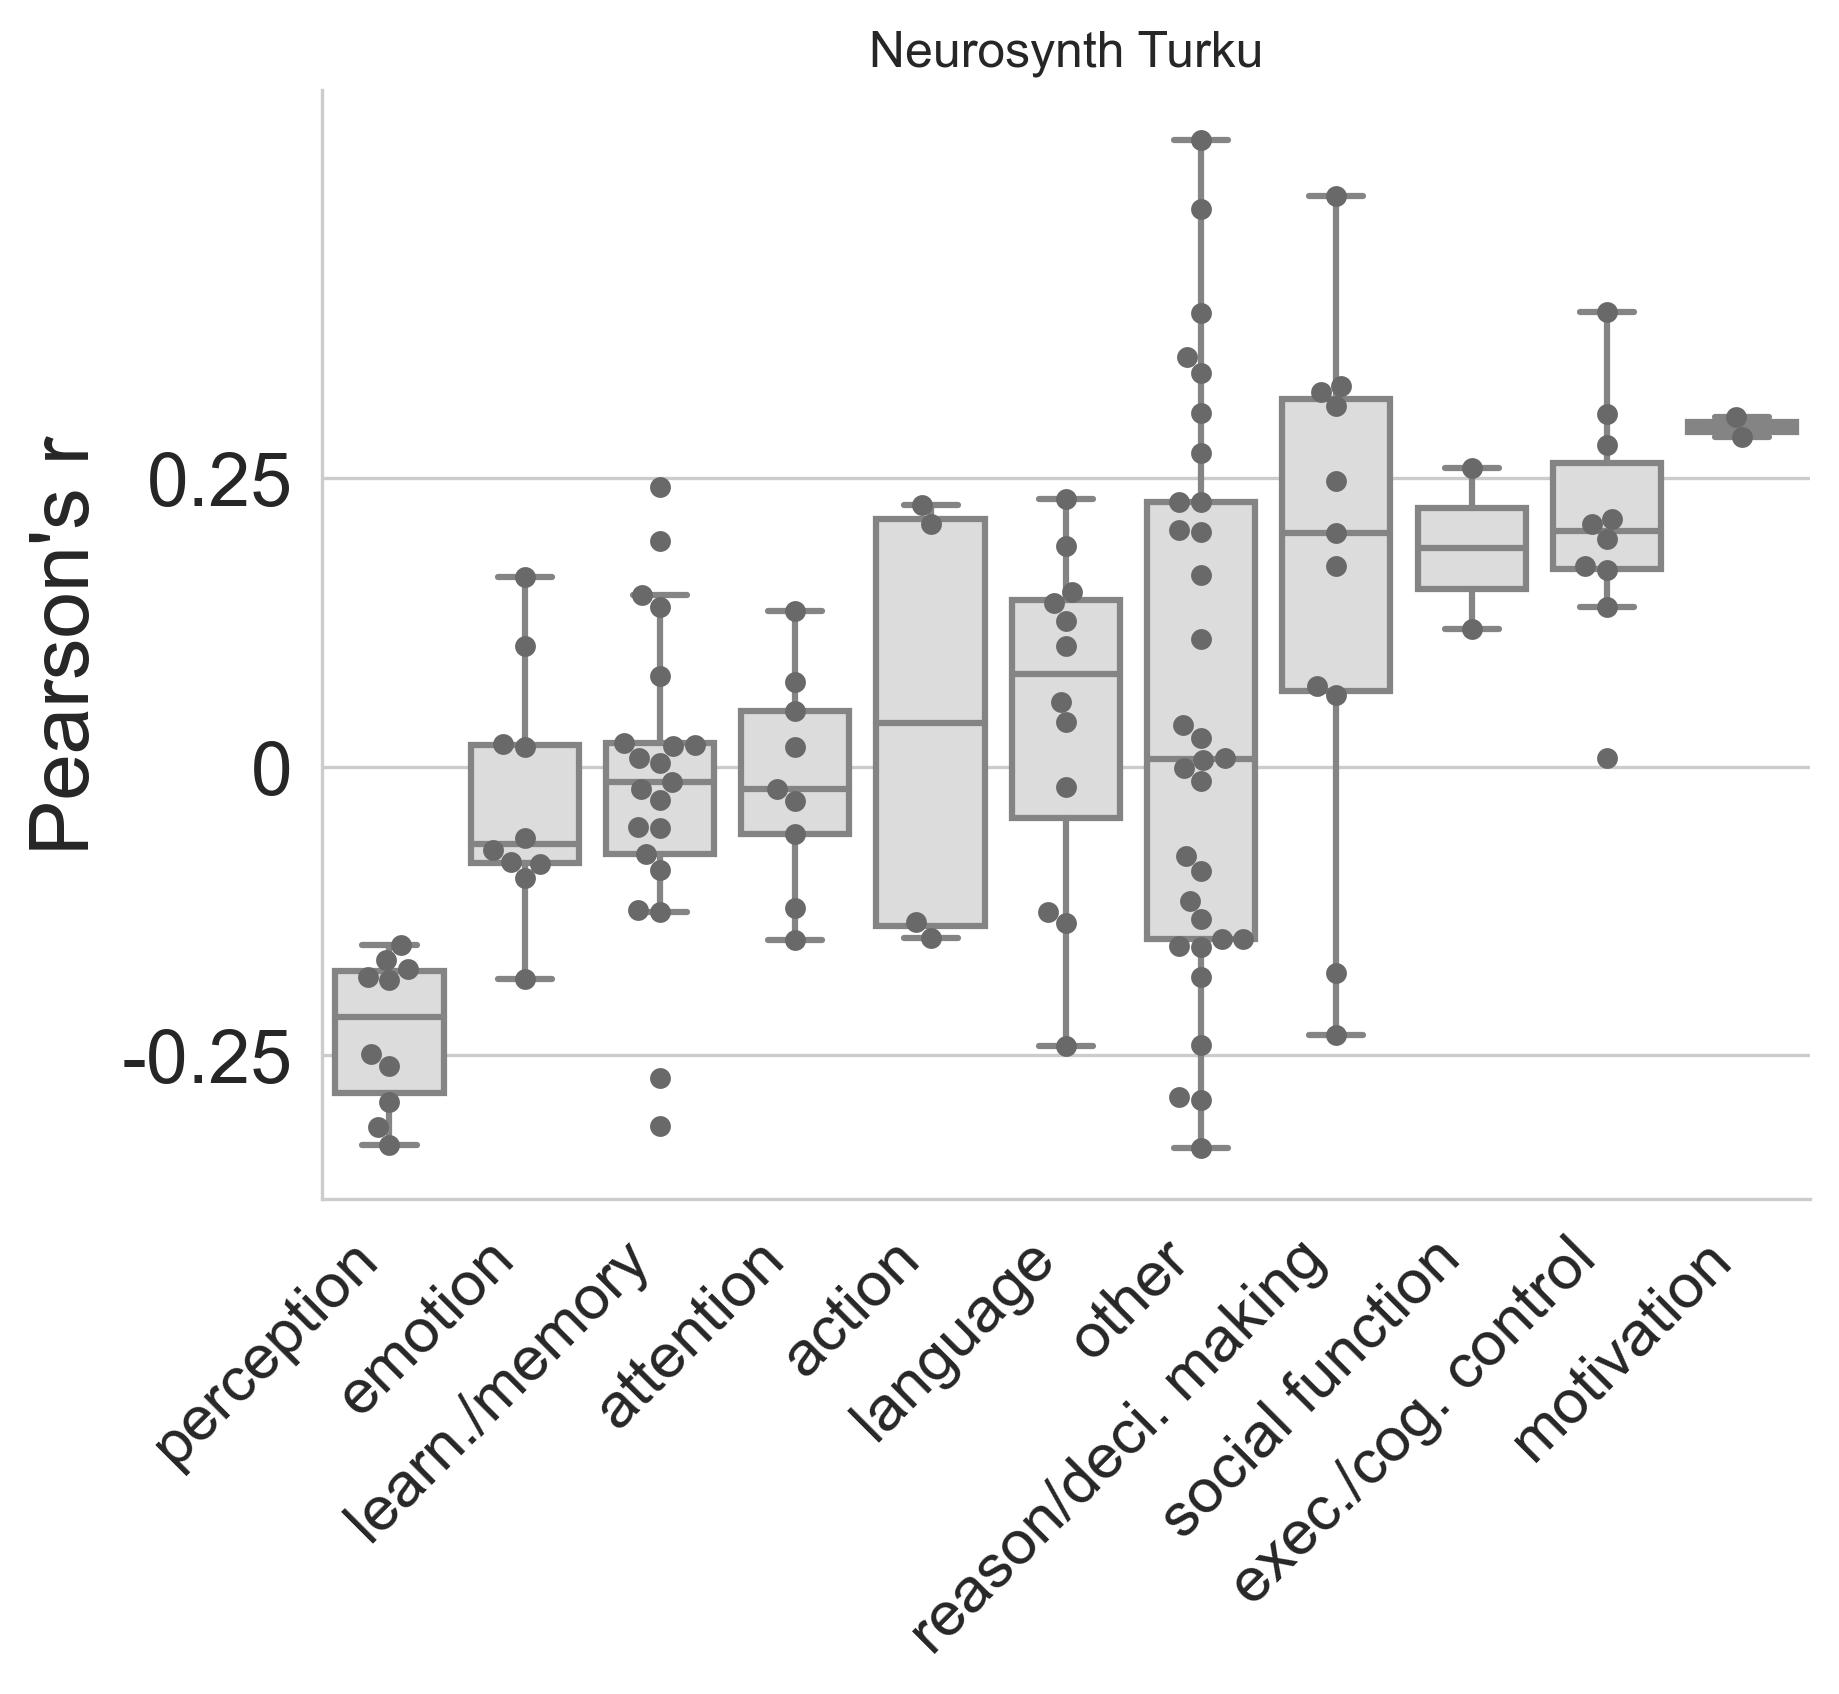 Neurosynth Turku
Pearson's r
0.25
0
-0.25
perception
emotion
learn./memory
attention
action
language
other
reason/deci. making
social function
exec./cog. control
motivation